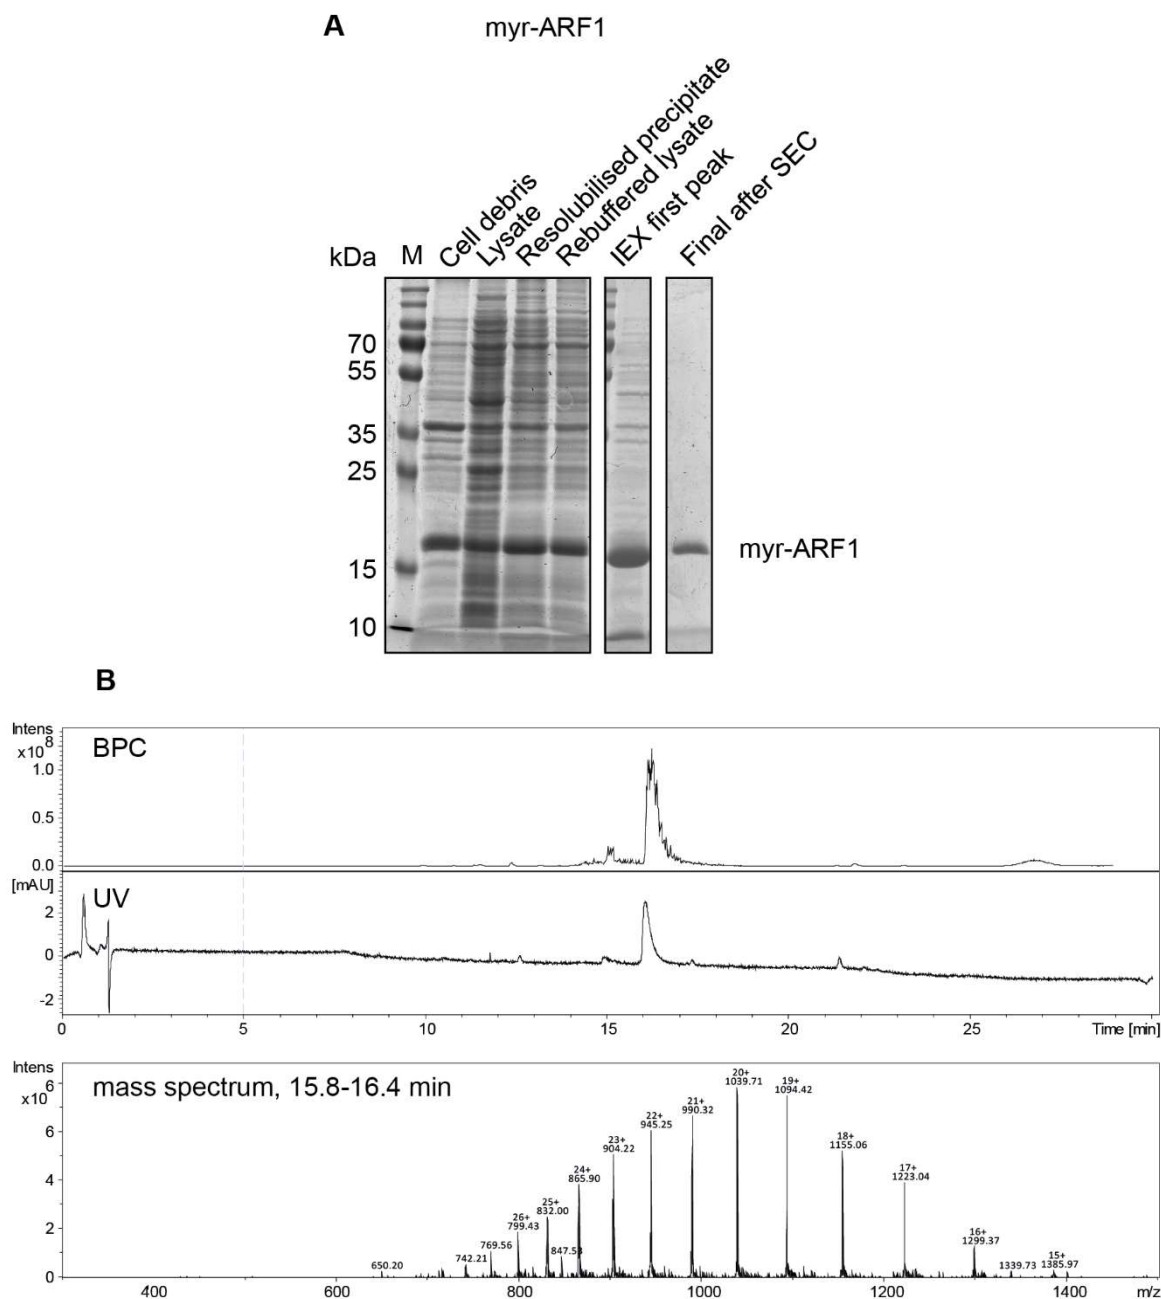 A
myr-ARF1
Cell debris
Lysate
Resolubilised precipitate
Rebuffered lysate
IEX first peak
Final after SEC
kDa
M
70
55
35
25
15
10
myr-ARF1
B
Intens
x10⁸
BPC
1.0
0.5
0.0
[mAU]
UV
2
0
-2
0
5
10
15
20
25
Time [min]
Intens
x10⁶
mass spectrum, 15.8-16.4 min
6
4
2
0
650.20
742.21
769.56
26+
799.43
25+
832.00
847.53
24+
865.90
23+
904.22
22+
945.25
21+
990.32
20+
1039.71
19+
1094.42
18+
1155.06
17+
1223.04
16+
1299.37
1339.73
15+
1385.97
400
600
800
1000
1200
1400
m/z